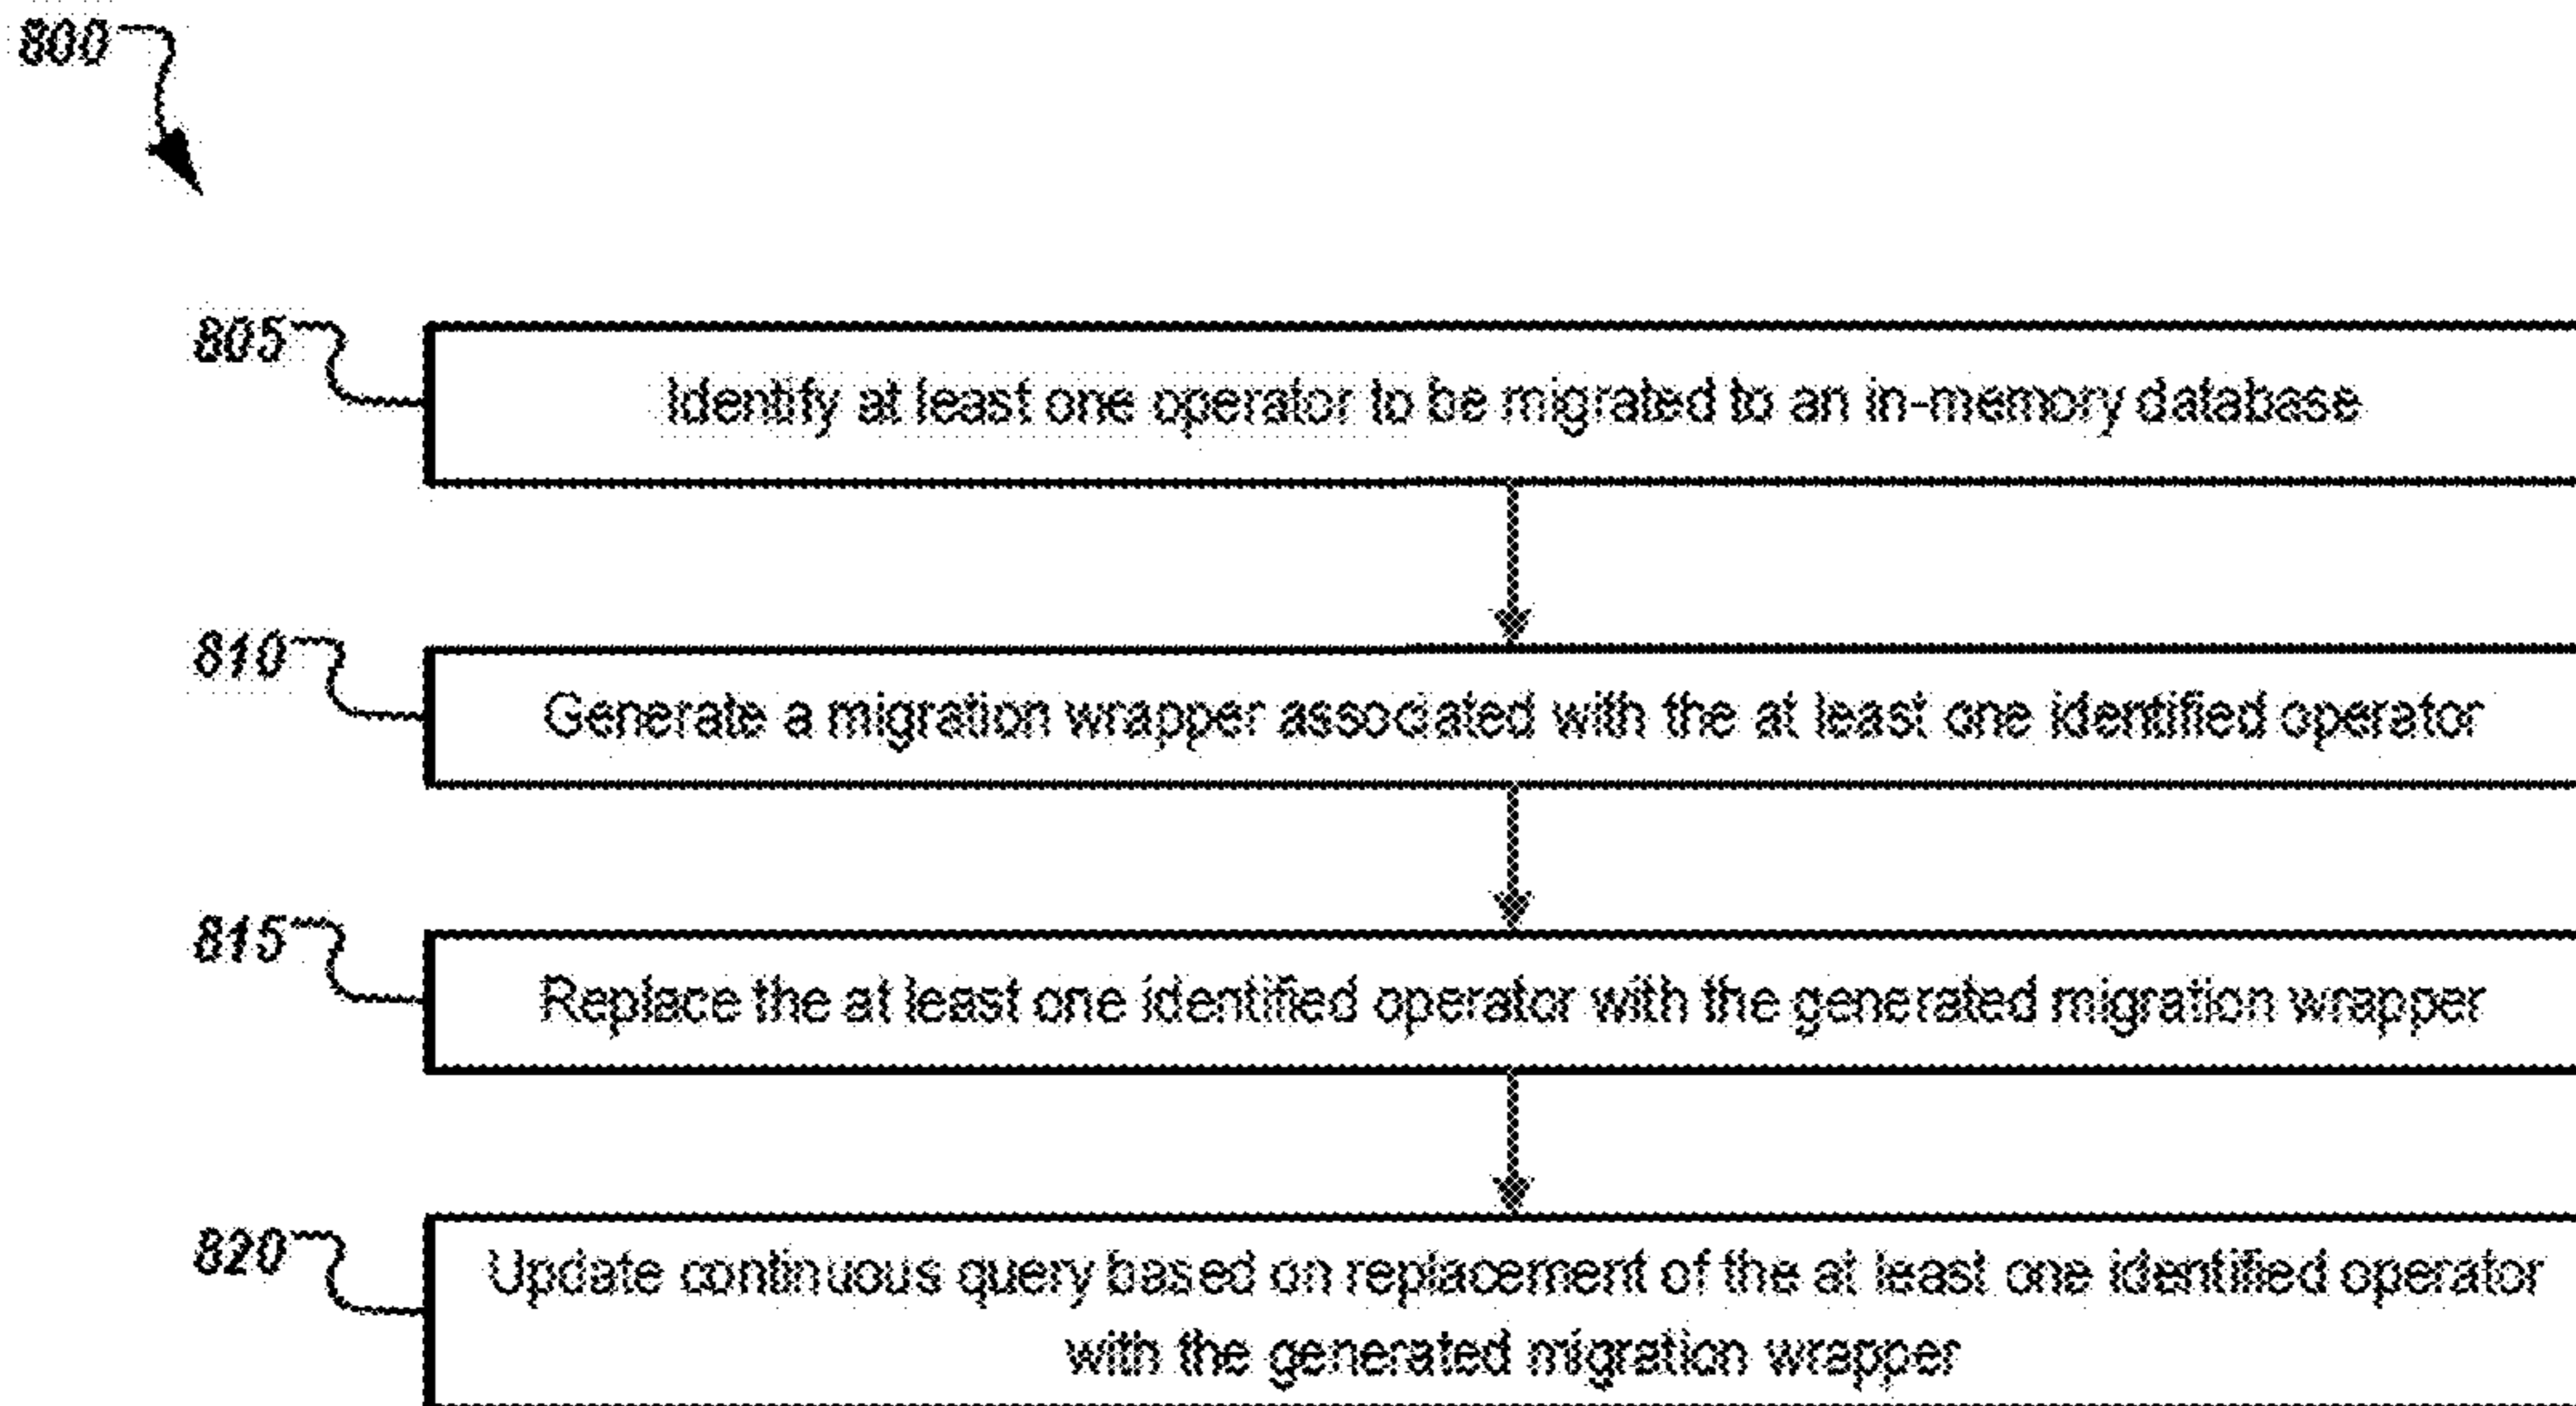 800
805
Identify at least one operator to be migrated to an in-memory database
810
Generate a migration wrapper associated with the at least one identified operator
815
Replace the at least one identified operator with the generated migration wrapper
820
Update continuous query based on replacement of the at least one identified operator
with the generated migration wrapper